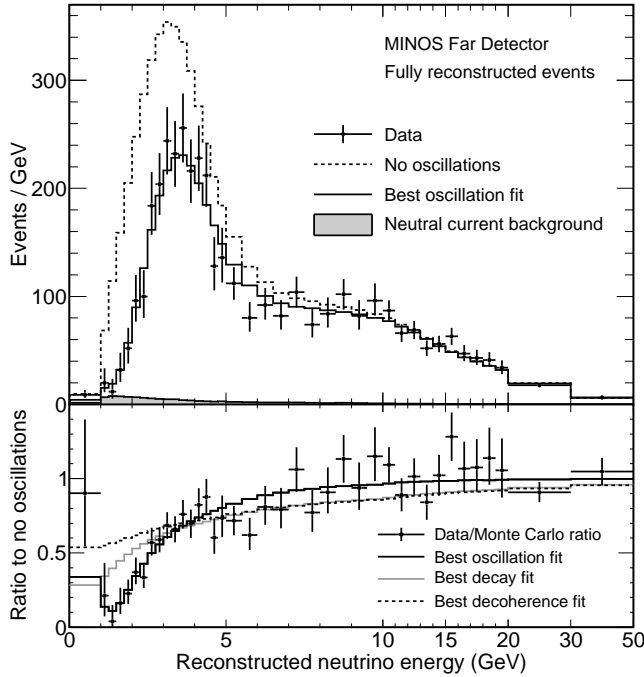 MINOS Far Detector
Fully reconstructed events
Data
No oscillations
Best oscillation fit
Neutral current background
Events / GeV
300
200
100
0
Data/Monte Carlo ratio
Best oscillation fit
Best decay fit
Best decoherence fit
Ratio to no oscillations
1
0.5
0
0 5 10 15 20 30 50
Reconstructed neutrino energy (GeV)